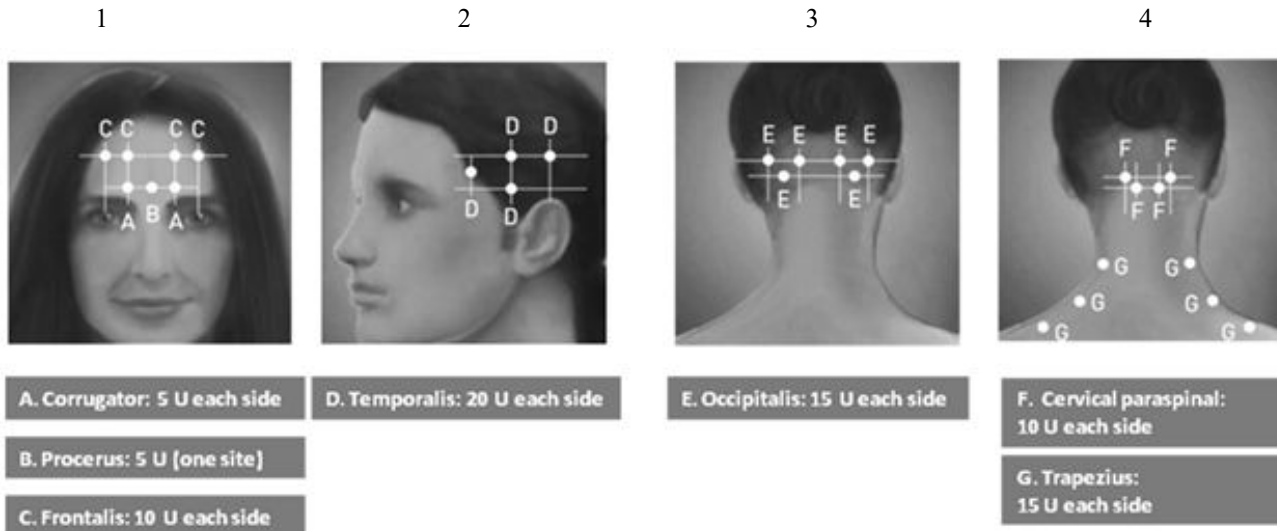 1 2 3 4
C C C C
A B A
D D
D D
E E E E
E E
F F
F F
G G
G G
G G
A. Corrugator: 5 U each side
B. Procerus: 5 U (one site)
C. Frontalis: 10 U each side
D. Temporalis: 20 U each side
E. Occipitalis: 15 U each side
F. Cervical paraspinal:
10 U each side
G. Trapezius:
15 U each side